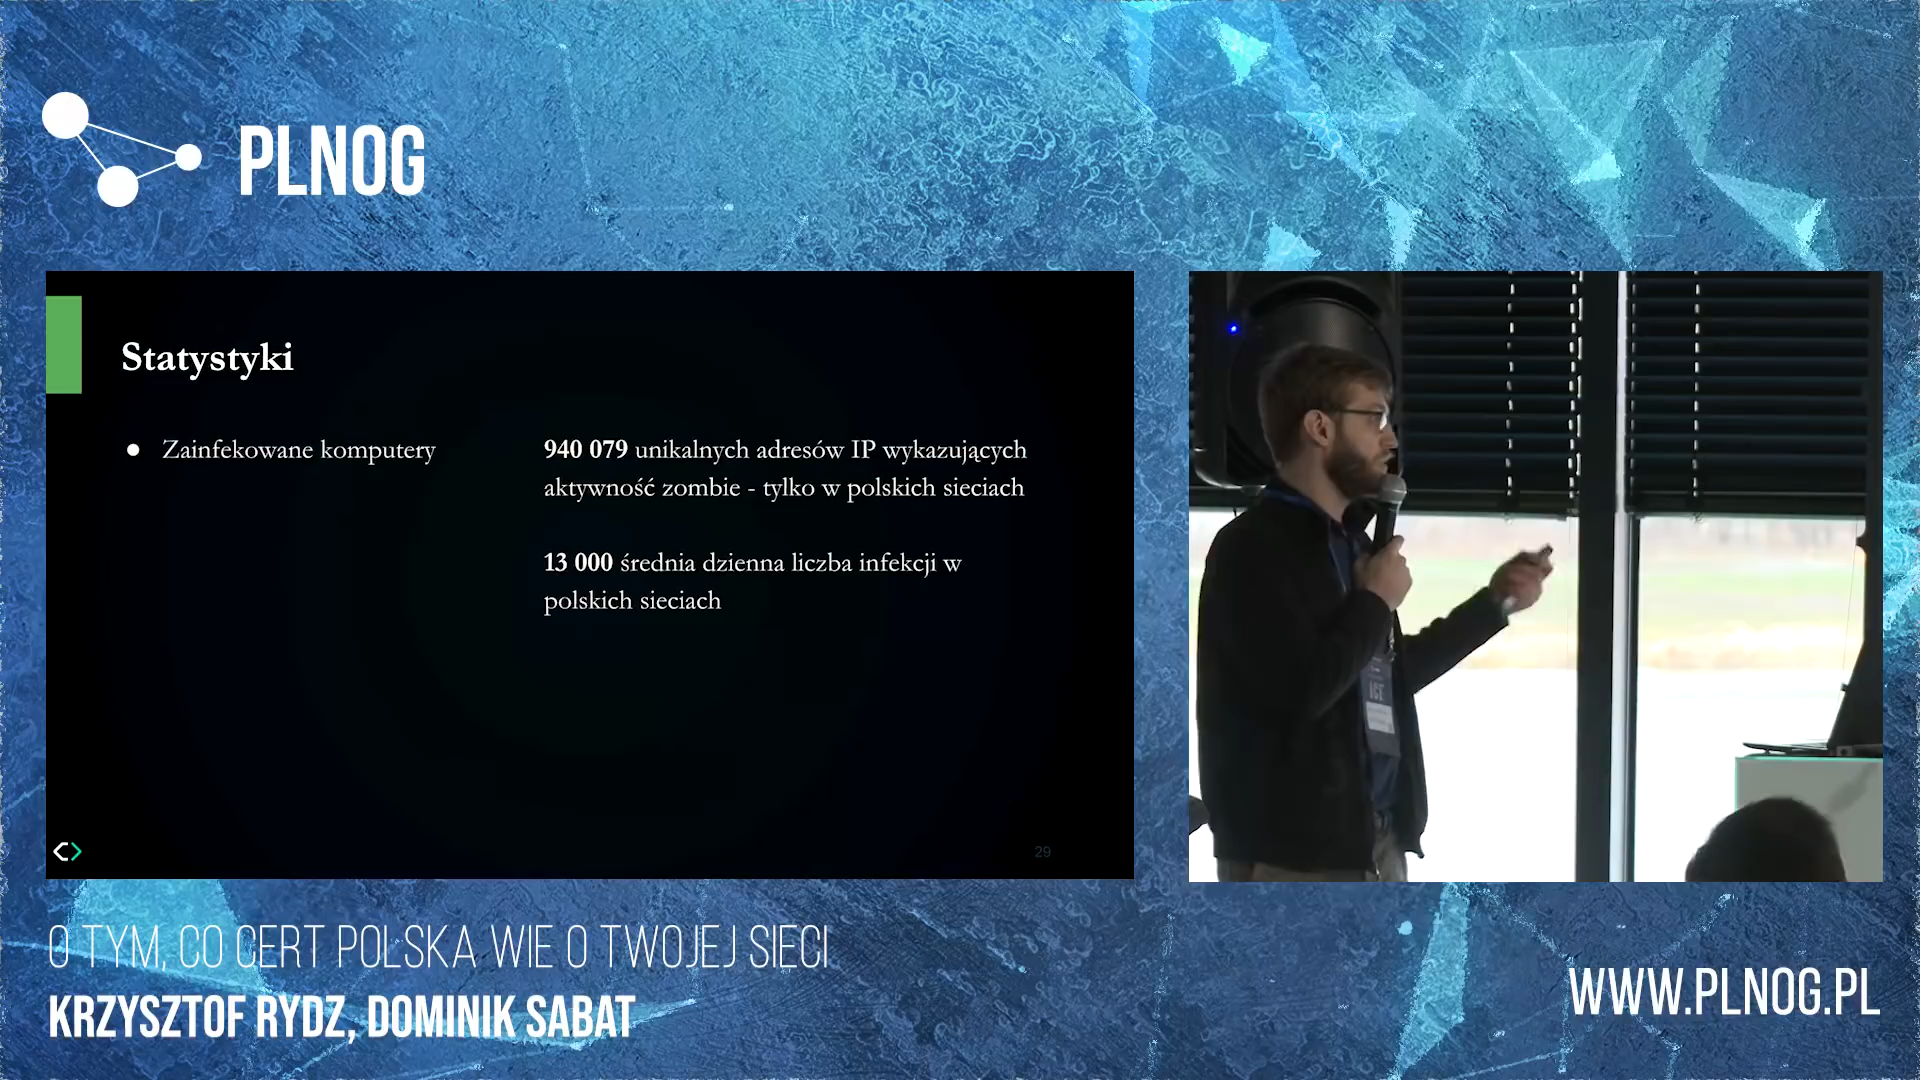 PLNOG
Statystyki
● Zainfekowane komputery
940 079 unikalnych adresów IP wykazujących
aktywność zombie - tylko w polskich sieciach
13 000 średnia dzienna liczba infekcji w
polskich sieciach
29
O TYM, CO CERT POLSKA WIE O TWOJEJ SIECI
KRZYSZTOF RYDZ, DOMINIK SABAT
WWW.PLNOG.PL